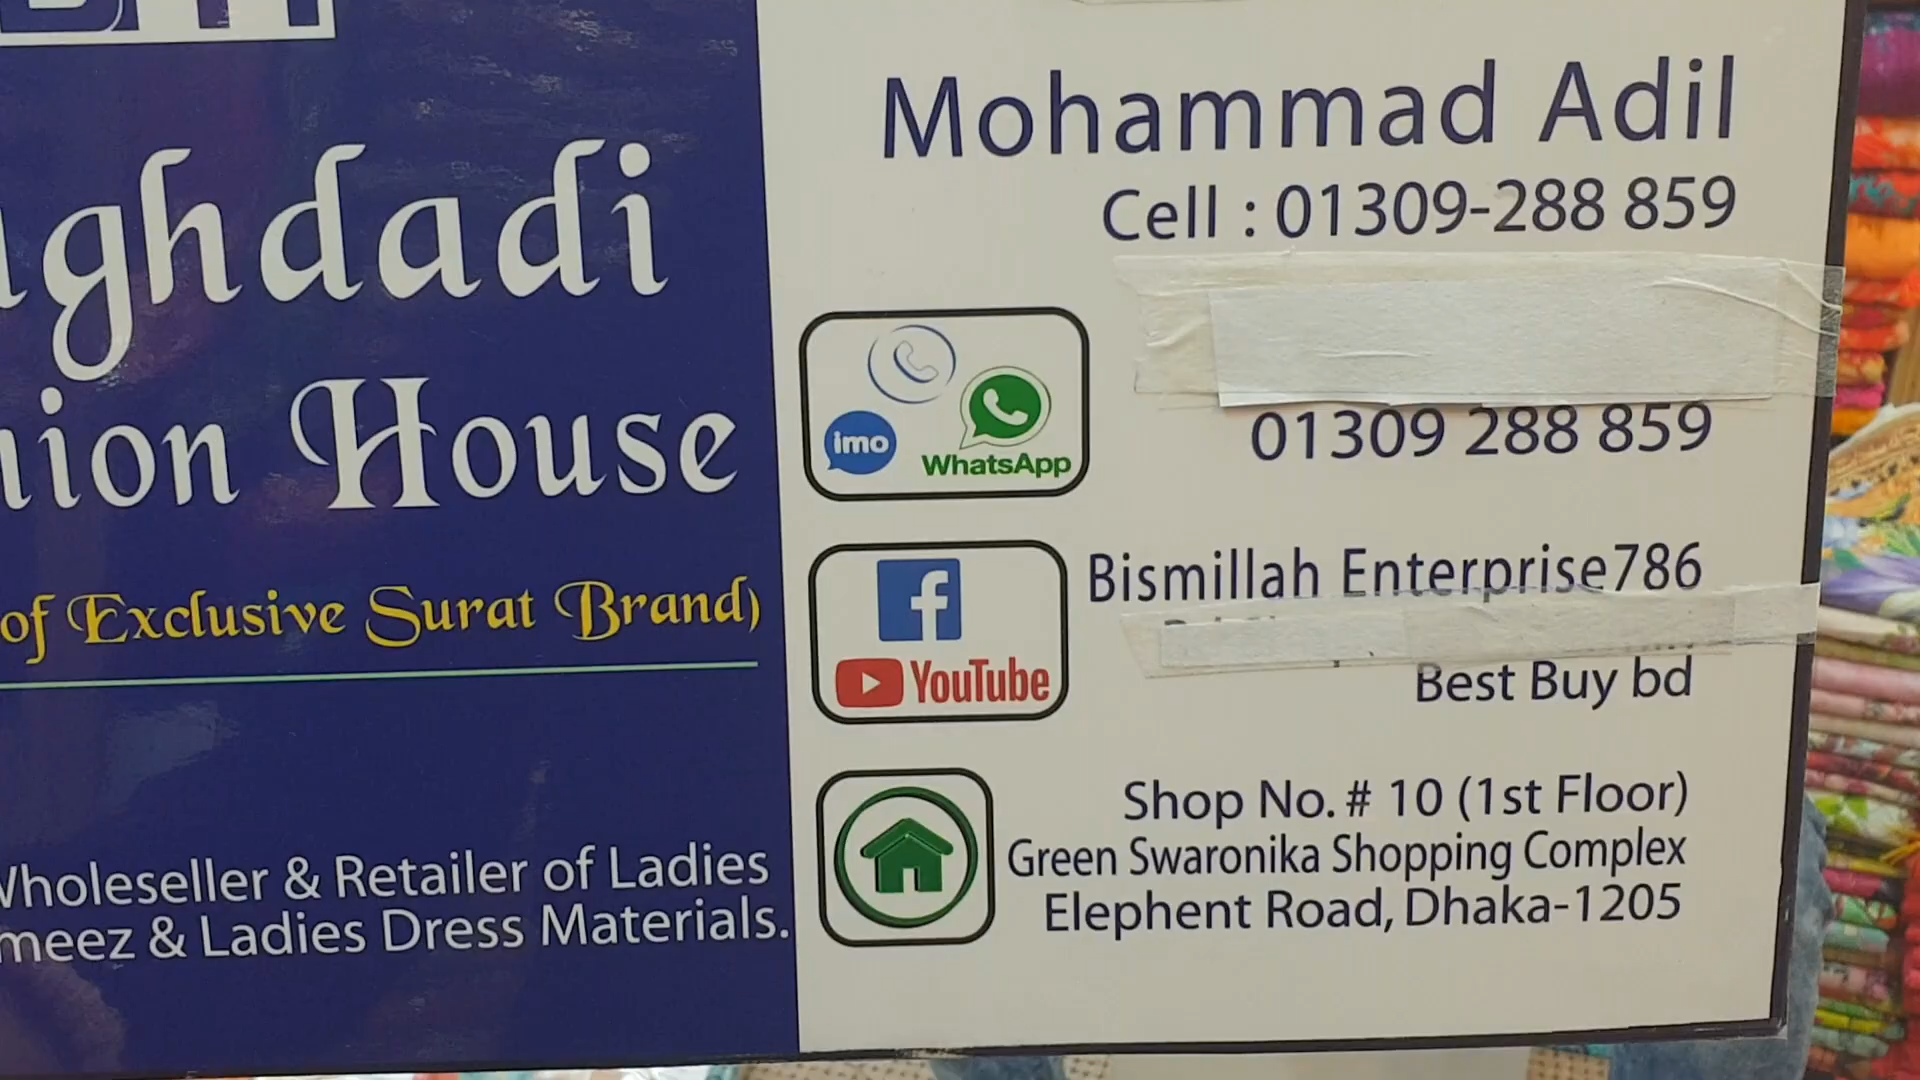 ghdadi
House
of Exclusive Surat Brand)
Wholeseller & Retailer of Ladies
meez & Ladies Dress Materials.
Mohammad Adil
Cell : 01309-288 859
imo
WhatsApp
01309 288 859
f
YouTube
Bismillah Enterprise786
Best Buy bd
Shop No. # 10 (1st Floor)
Green Swaronika Shopping Complex
Elephent Road, Dhaka-1205